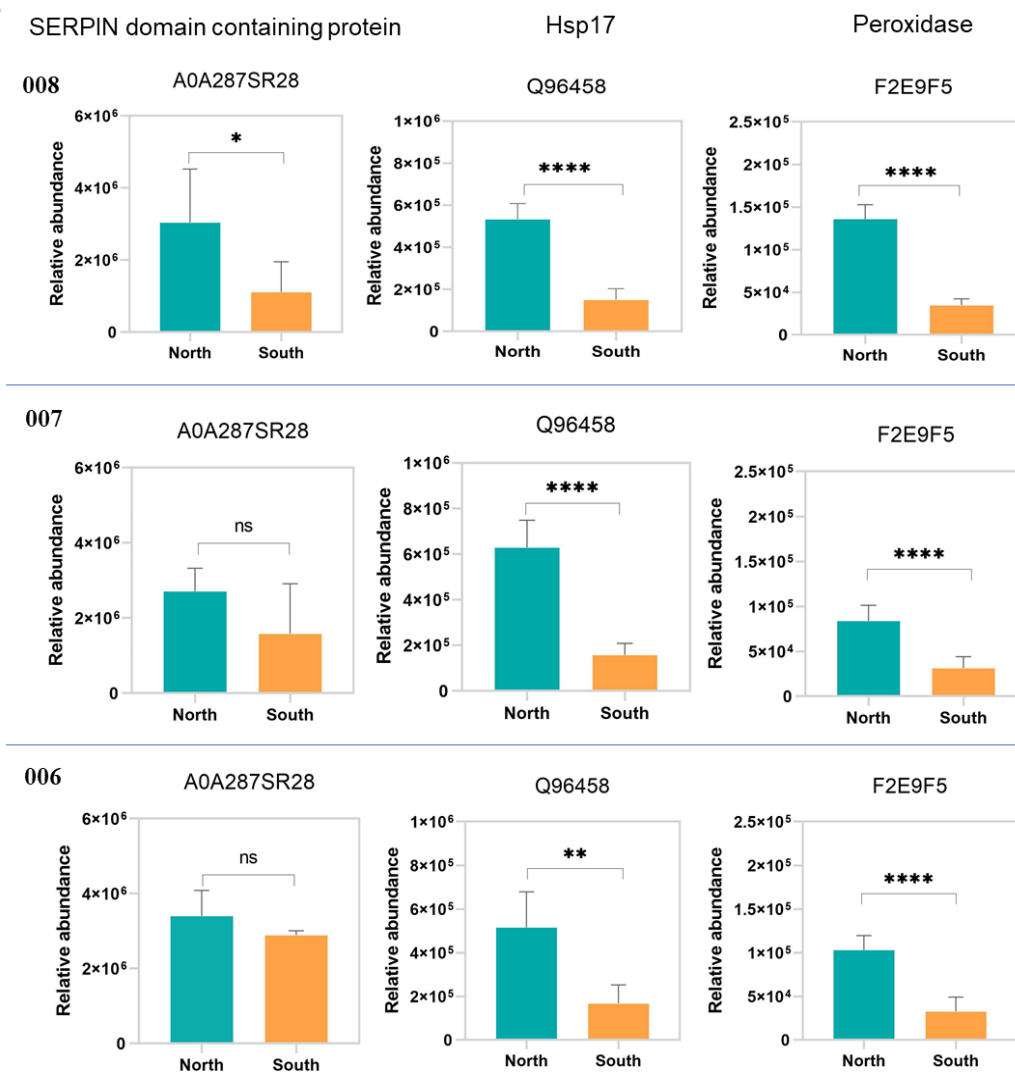 SERPIN domain containing protein Hsp17 Peroxidase
008
A0A287SR28 Q96458 F2E9F5
Relative abundance
6×10⁶
4×10⁶
2×10⁶
0
*
North South
Relative abundance
1×10⁶
8×10⁵
6×10⁵
4×10⁵
2×10⁵
0
****
North South
Relative abundance
2.5×10⁵
2×10⁵
1.5×10⁵
1×10⁵
5×10⁴
0
****
North South
007
A0A287SR28 Q96458 F2E9F5
Relative abundance
6×10⁶
4×10⁶
2×10⁶
0
ns
North South
Relative abundance
1×10⁶
8×10⁵
6×10⁵
4×10⁵
2×10⁵
0
****
North South
Relative abundance
2.5×10⁵
2×10⁵
1.5×10⁵
1×10⁵
5×10⁴
0
****
North South
006
A0A287SR28 Q96458 F2E9F5
Relative abundance
6×10⁶
4×10⁶
2×10⁶
0
ns
North South
Relative abundance
1×10⁶
8×10⁵
6×10⁵
4×10⁵
2×10⁵
0
**
North South
Relative abundance
2.5×10⁵
2×10⁵
1.5×10⁵
1×10⁵
5×10⁴
0
****
North South